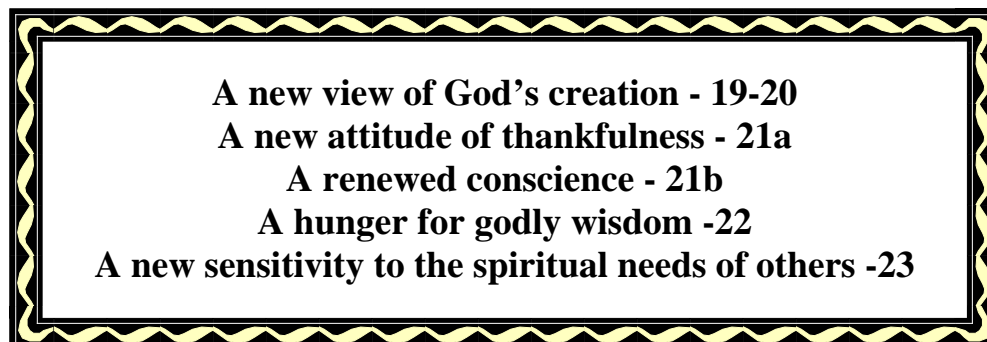 A new view of God’s creation - 19-20
A new attitude of thankfulness - 21a
A renewed conscience - 21b
A hunger for godly wisdom -22
A new sensitivity to the spiritual needs of others -23